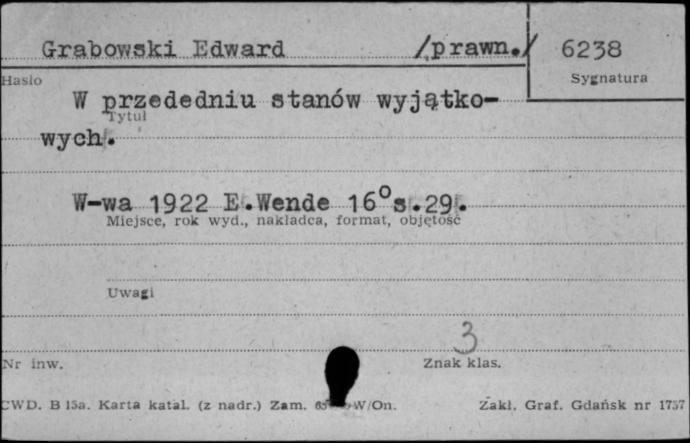 Grabowski Edward /prawn./ 6238
Hasło Sygnatura
W przededniu stanów wyjątko-
Tytuł
wych.
W-wa 1922 E.Wende 16° s.29.
Miejsce, rok wyd., nakładca, format, objętość
Uwagi
3
Nr inw. Znak klas.
CWD. B 15a. Karta katal. (z nadr.) Zam. W/On. Zakł. Graf. Gdańsk nr 1757